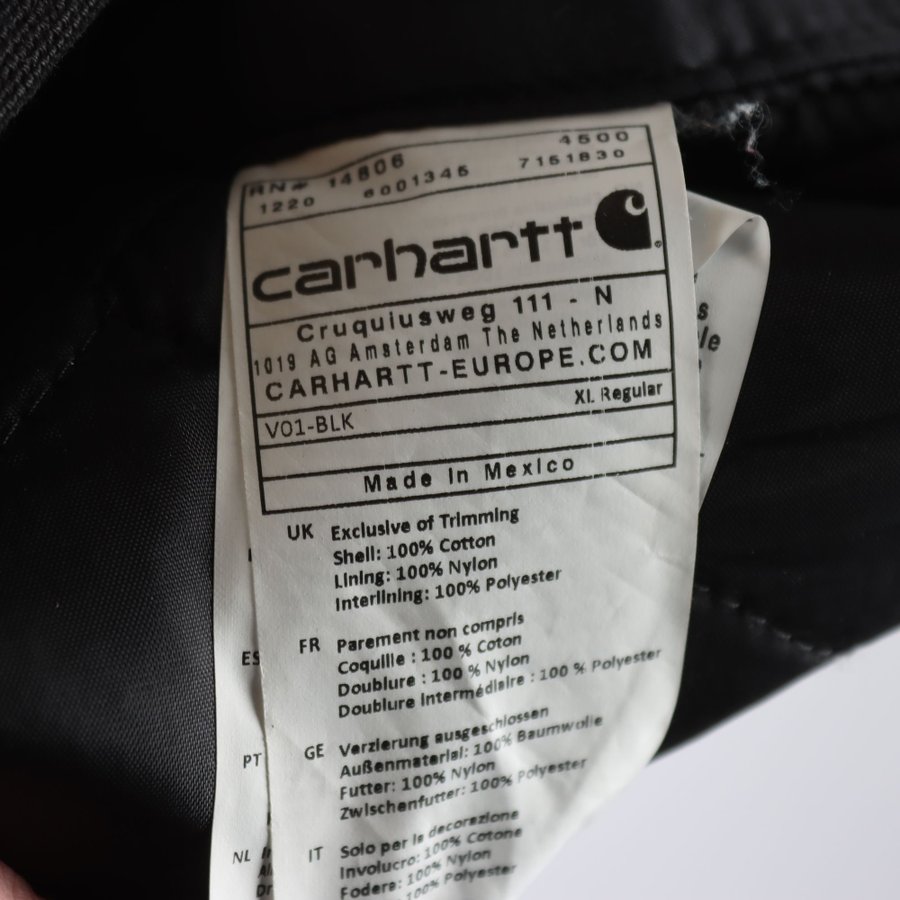 RN# 14806 4500
1220 6001345 7151830
carhartt
Cruquiusweg 111 - N
1019 AG Amsterdam The Netherlands
CARHARTT-EUROPE.COM
XL Regular
V01-BLK
Made In Mexico
UK Exclusive of Trimming
Shell: 100% Cotton
Lining: 100% Nylon
Interlining: 100% Polyester
FR Parement non compris
Coquille : 100 % Coton
Doublure : 100 % Nylon
Doublure Intermédiaire : 100 % Polyester
GE Verzierung ausgeschlossen
Außenmaterial: 100% Baumwolle
Futter: 100% Nylon
Zwischenfutter: 100% Polyester
IT Solo per la decorazione
Involucro: 100% Cotone
Fodere: 100% Nylon
100% Polyester
ES
PT
NL